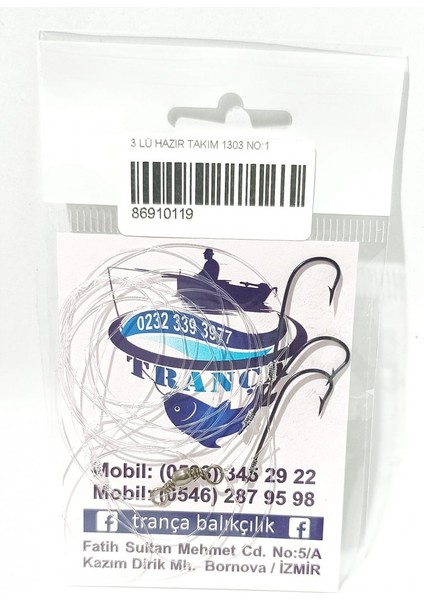 3 LÜ HAZIR TAKIM 1303 NO:1
86910119
0232 339 3977
TRANÇA
Mobil: 345 29 22
Mobil: (0546) 287 95 98
f trança balıkçılık f
Fatih Sultan Mehmet Cd. No:5/A
Kazım Dirik Mh. Bornova / İZMİR